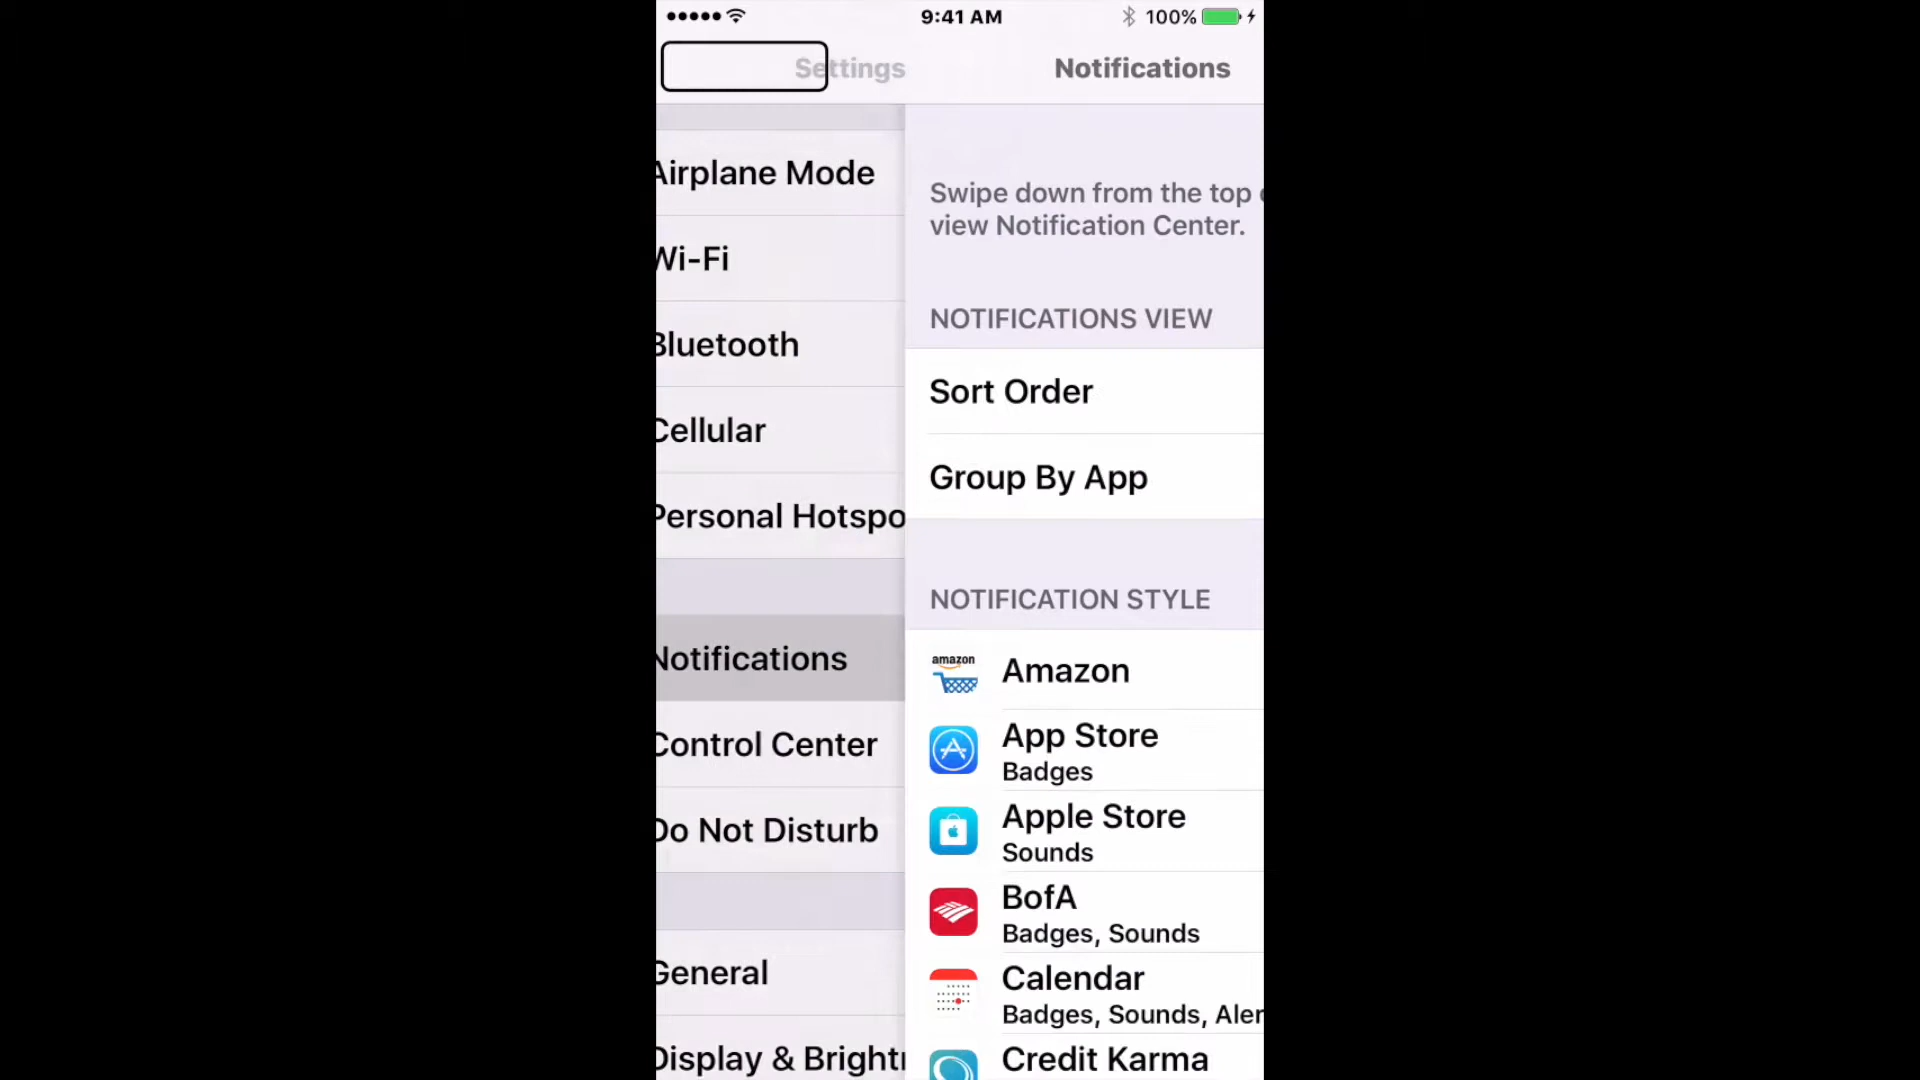 9:41 AM
100%
Settings
Notifications
Airplane Mode
Wi-Fi
Bluetooth
Cellular
Personal Hotspo
Notifications
Control Center
Do Not Disturb
General
Display & Bright
Swipe down from the top
view Notification Center.
NOTIFICATIONS VIEW
Sort Order
Group By App
NOTIFICATION STYLE
amazon
Amazon
App Store
Badges
Apple Store
Sounds
BofA
Badges, Sounds
Calendar
Badges, Sounds, Aler
Credit Karma